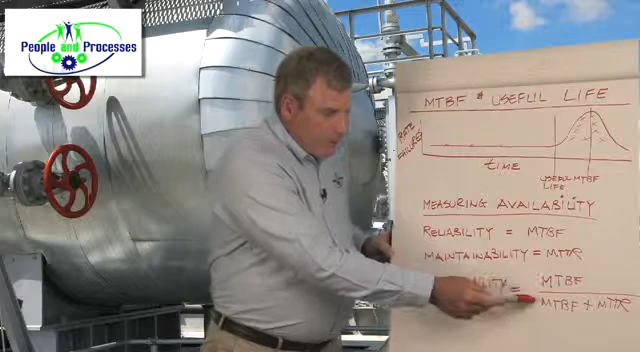 People and Processes
MTBF & USEFUL LIFE
RATE
FAILURES
TIME
USEFUL MTBF
LIFE
MEASURING AVAILABILITY
RELIABILITY = MTBF
MAINTAINABILITY = MTTR
= MTBF
MTBF + MTTR